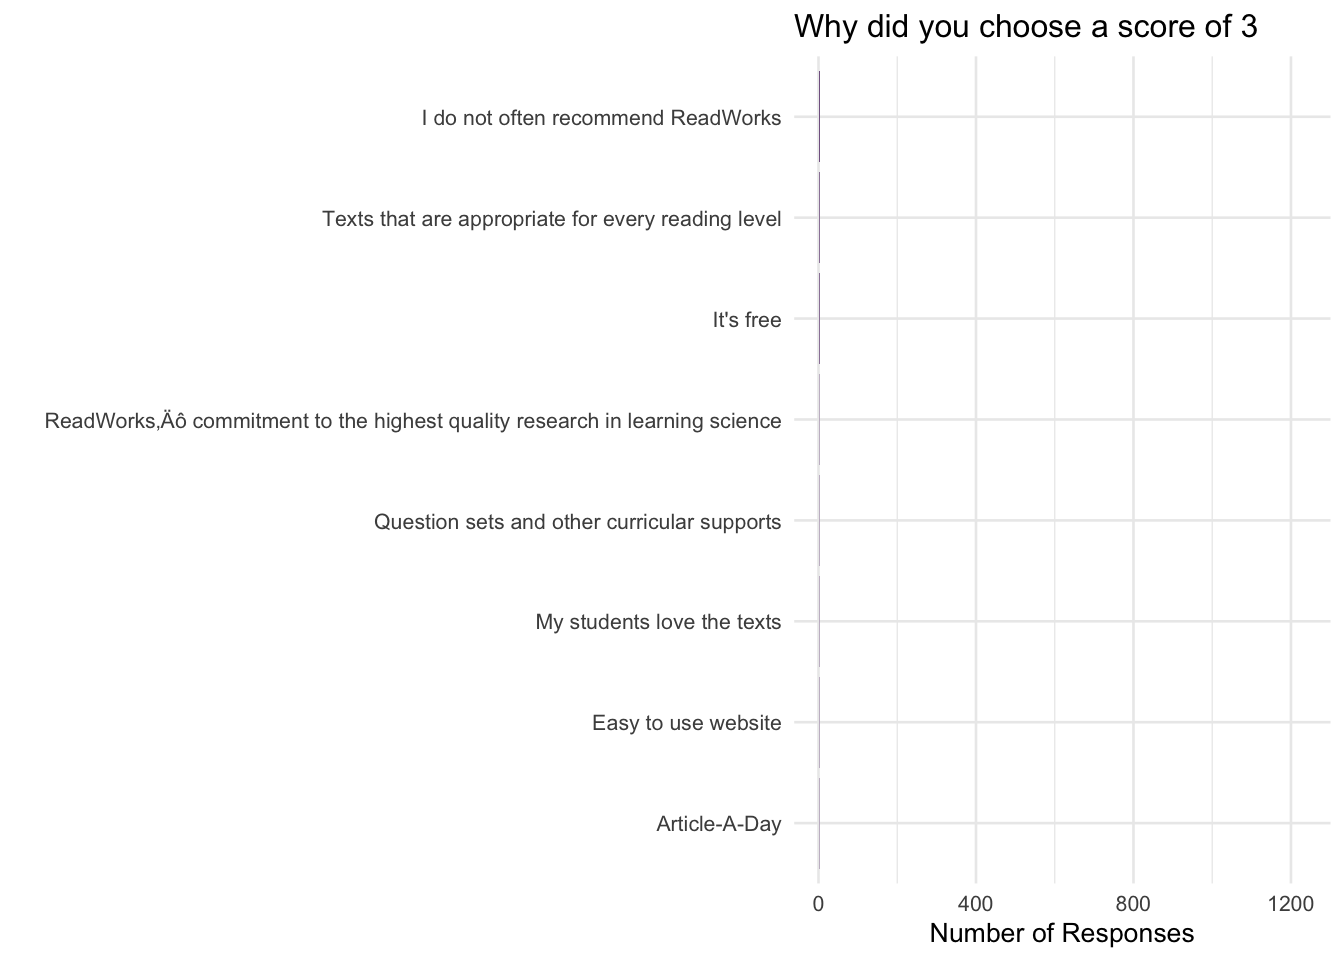 Why did you choose a score of 3
I do not often recommend ReadWorks
Texts that are appropriate for every reading level
It's free
ReadWorks‚Äô commitment to the highest quality research in learning science
Question sets and other curricular supports
My students love the texts
Easy to use website
Article-A-Day
0 400 800 1200
Number of Responses